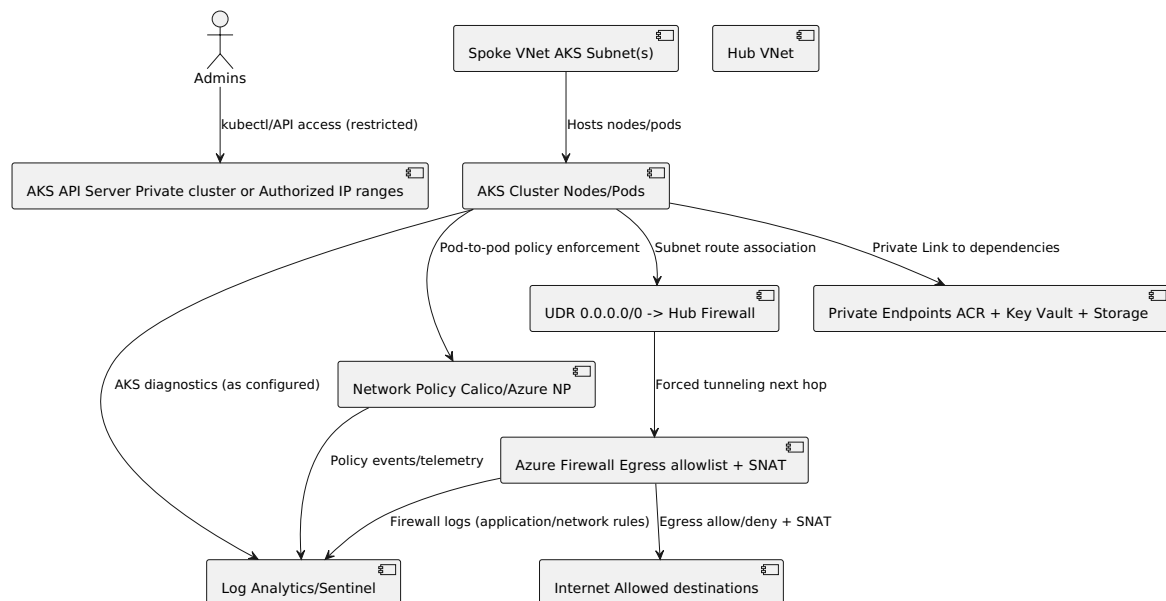 Spoke VNet AKS Subnet(s)
Hub VNet
Admins
kubectl/API access (restricted)
Hosts nodes/pods
AKS API Server Private cluster or Authorized IP ranges
AKS Cluster Nodes/Pods
Pod-to-pod policy enforcement
Subnet route association
Private Link to dependencies
UDR 0.0.0.0/0 -> Hub Firewall
Private Endpoints ACR + Key Vault + Storage
AKS diagnostics (as configured)
Network Policy Calico/Azure NP
Forced tunneling next hop
Policy events/telemetry
Azure Firewall Egress allowlist + SNAT
Firewall logs (application/network rules)
Egress allow/deny + SNAT
Log Analytics/Sentinel
Internet Allowed destinations